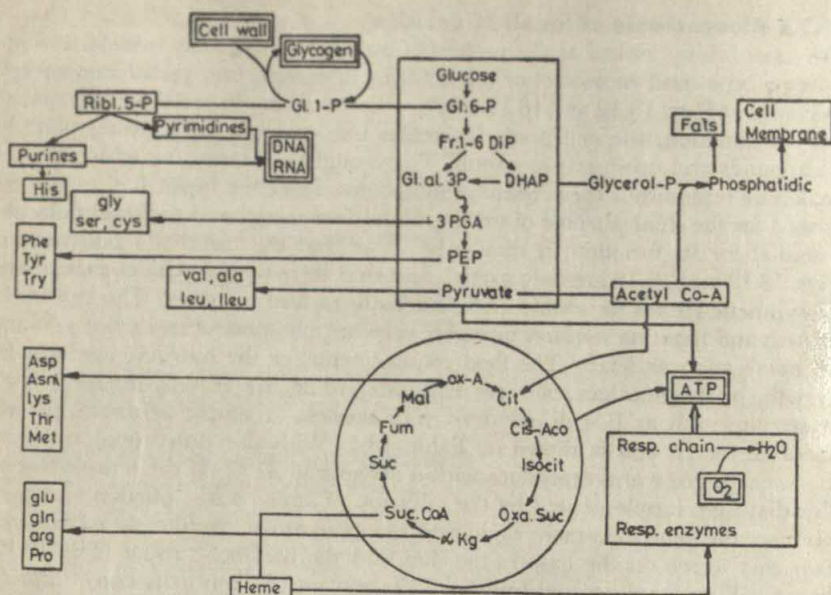 Cell wall
Glycogen
Glucose
Ribl. 5-P
Gl. 1-P
Gl. 6-P
Cell
Membrane
Pyrimidines
Fats
Purines
DNA
RNA
Fr. 1-6 DiP
His
Gl. al. 3P
DHAP
Glycerol-P
Phosphatidic
gly
ser, cys
3 PGA
Phe
Tyr
Try
PEP
val, ala
leu, Ileu
Pyruvate
Acetyl Co-A
Asp
Asn
lys
Thr
Met
ox-A
Mal
Cit
ATP
Fum
Cis-Aco
Resp. chain
H2O
Suc
Isocit
O2
glu
gln
arg
Pro
Suc. CoA
Oxa. Suc
Resp. enzymes
∝ Kg
Heme